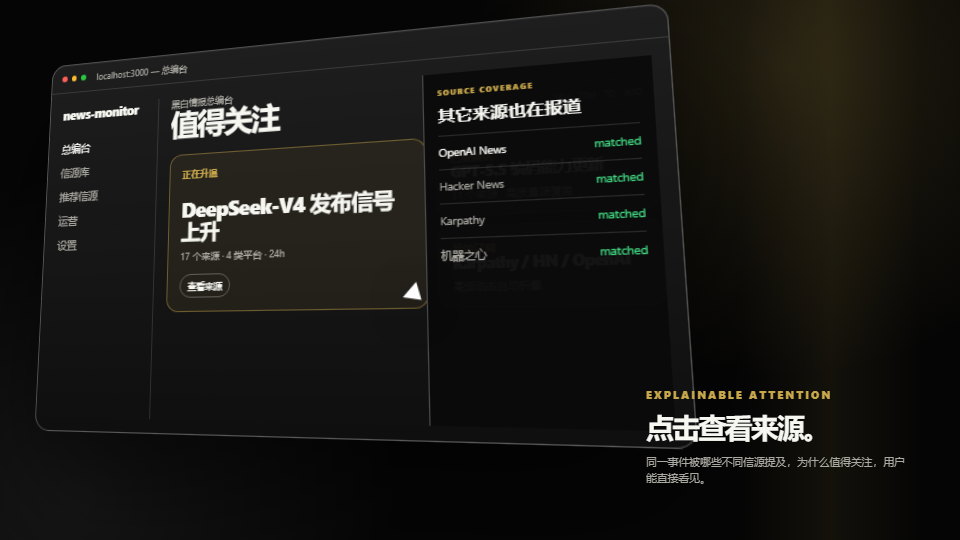 localhost:3000 — 总编台
news-monitor
总编台
信源库
推荐信源
运营
设置
黑白情报总编台
值得关注
正在升温
DeepSeek-V4 发布信号
上升
17 个来源 · 4 类平台 · 24h
查看来源
SOURCE COVERAGE
其它来源也在报道
OpenAI News matched
Hacker News matched
Karpathy matched
机器之心 matched
EXPLAINABLE ATTENTION
点击查看来源。
同一事件被哪些不同信源提及，为什么值得关注，用户
能直接看见。